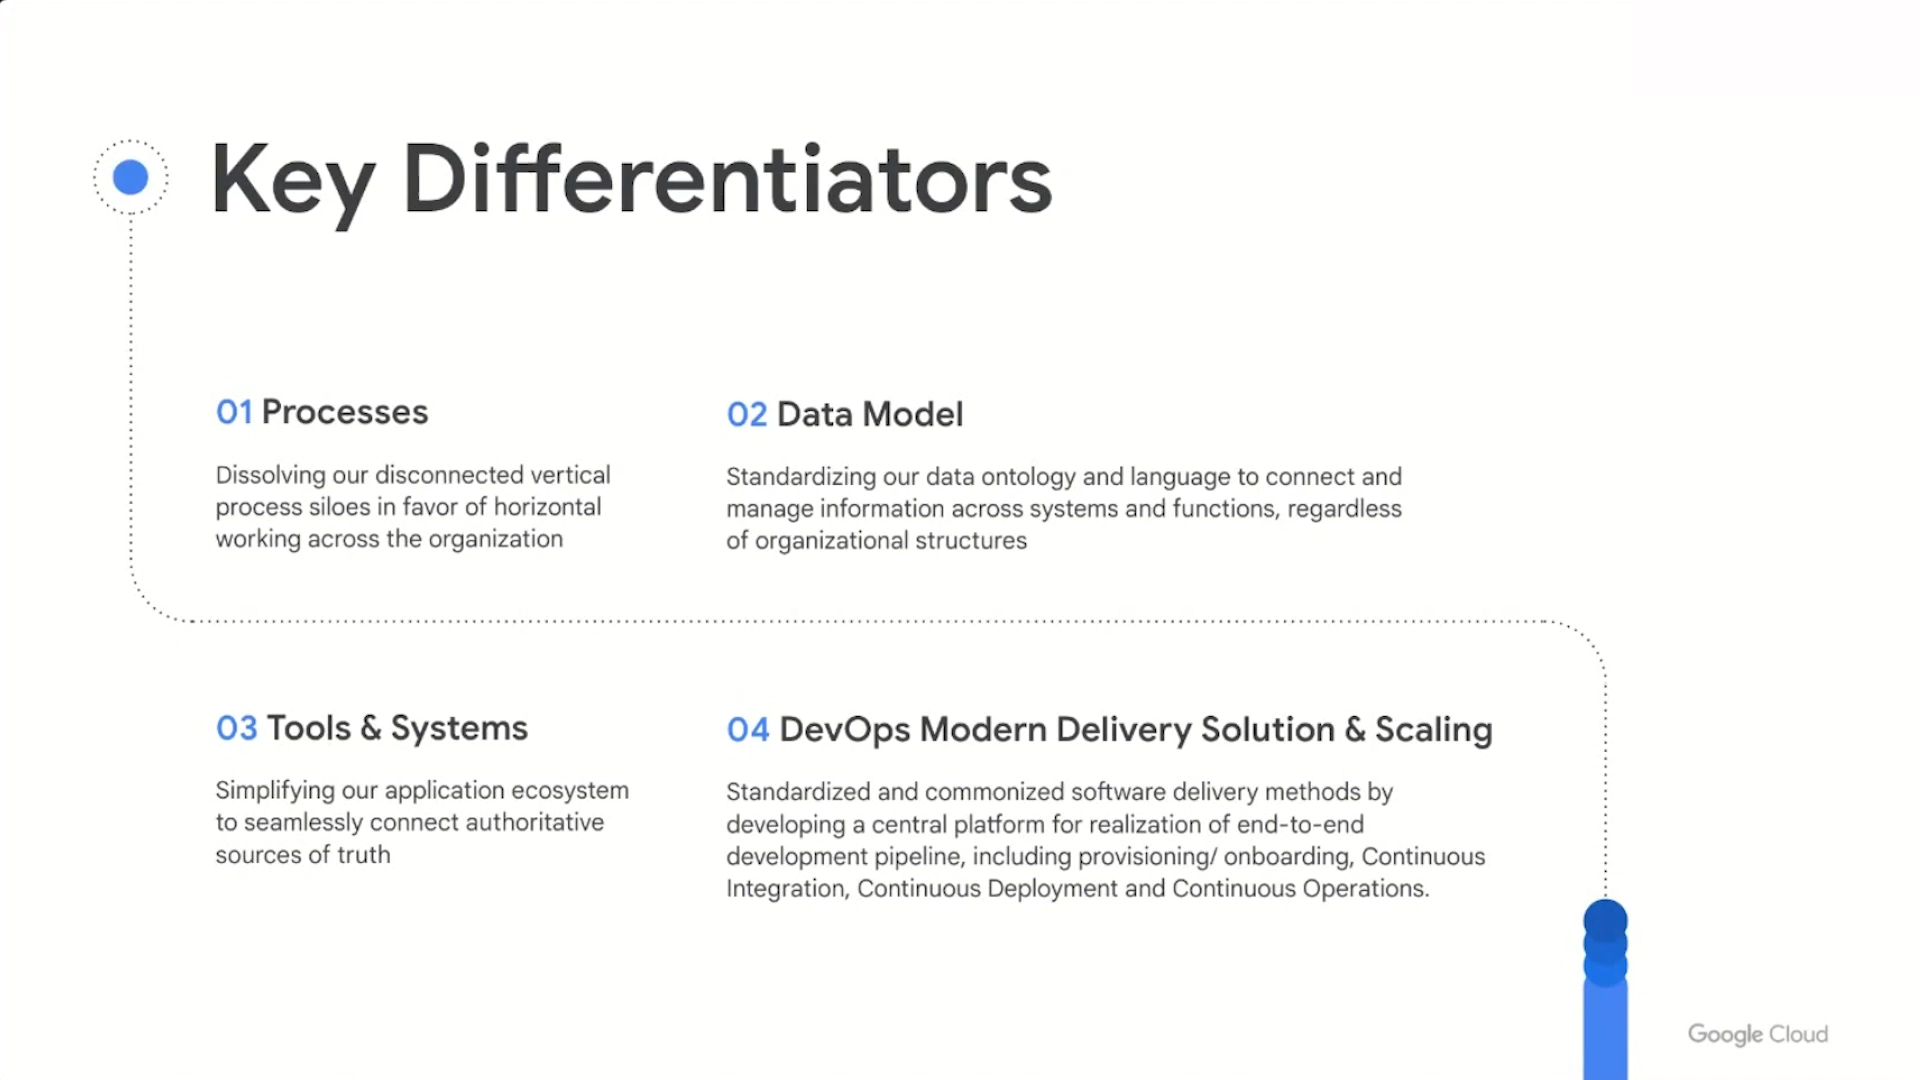 Key Differentiators
01 Processes
Dissolving our disconnected vertical
process siloes in favor of horizontal
working across the organization
02 Data Model
Standardizing our data ontology and language to connect and
manage information across systems and functions, regardless
of organizational structures
03 Tools & Systems
Simplifying our application ecosystem
to seamlessly connect authoritative
sources of truth
04 DevOps Modern Delivery Solution & Scaling
Standardized and commonized software delivery methods by
developing a central platform for realization of end-to-end
development pipeline, including provisioning/ onboarding, Continuous
Integration, Continuous Deployment and Continuous Operations.
Google Cloud